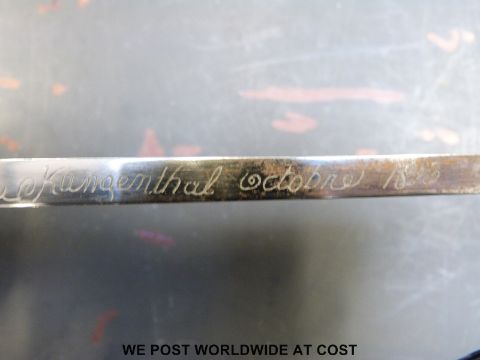 Klingenthal Octobre
WE POST WORLDWIDE AT COST